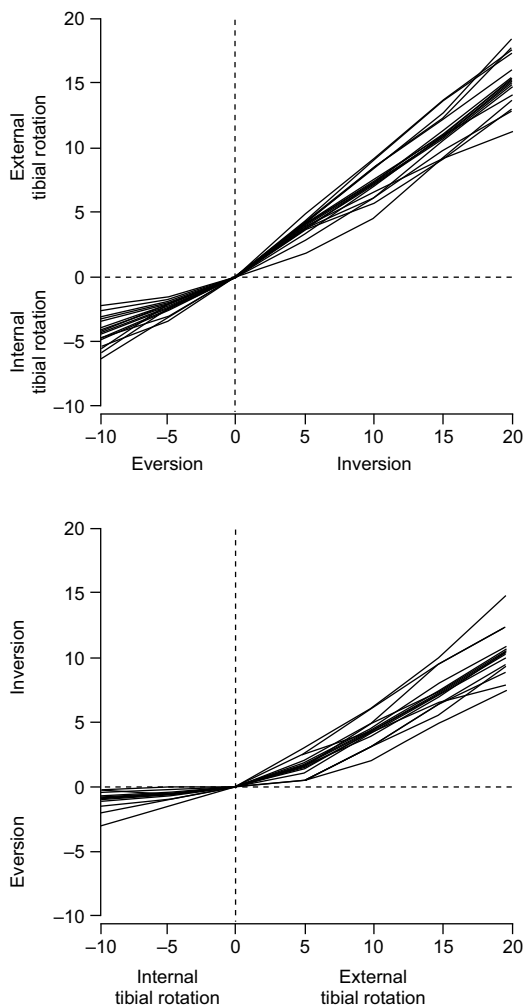 20
15
External
tibial rotation
10
5
0
Internal
tibial rotation
–5
–10
–10 –5 0 5 10 15 20
Eversion Inversion
20
15
Inversion
10
5
0
Eversion
–5
–10
–10 –5 0 5 10 15 20
Internal External
tibial rotation tibial rotation